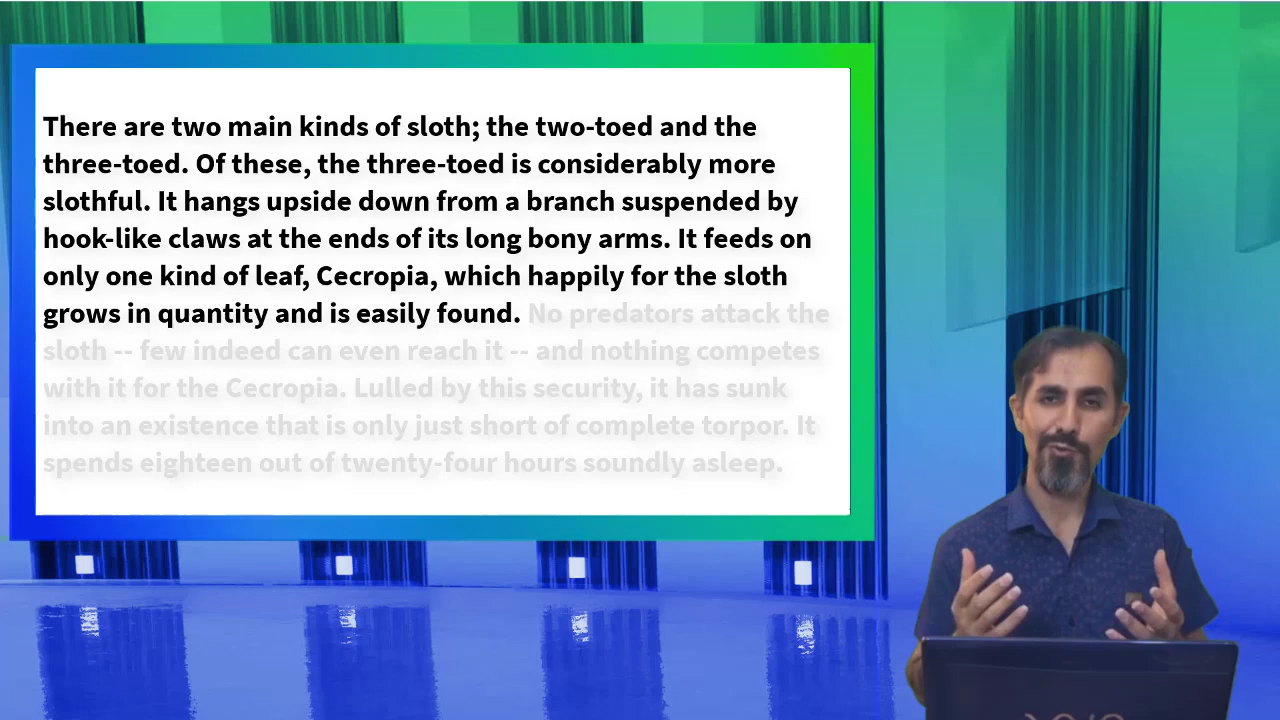 There are two main kinds of sloth; the two-toed and the
three-toed. Of these, the three-toed is considerably more
slothful. It hangs upside down from a branch suspended by
hook-like claws at the ends of its long bony arms. It feeds on
only one kind of leaf, Cecropia, which happily for the sloth
grows in quantity and is easily found. No predators attack the
sloth -- few indeed can even reach it -- and nothing competes
with it for the Cecropia. Lulled by this security, it has sunk
into an existence that is only just short of complete torpor. It
spends eighteen out of twenty-four hours soundly asleep.